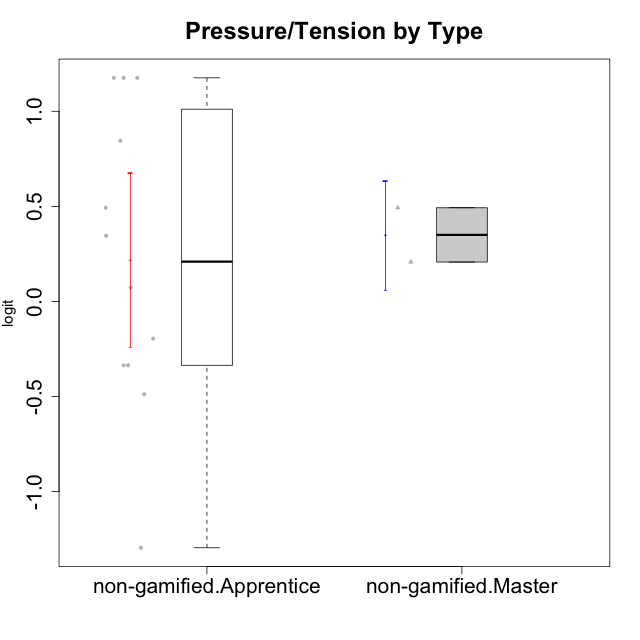 Pressure/Tension by Type
logit
1.0
0.5
0.0
-0.5
-1.0
non-gamified.Apprentice
non-gamified.Master